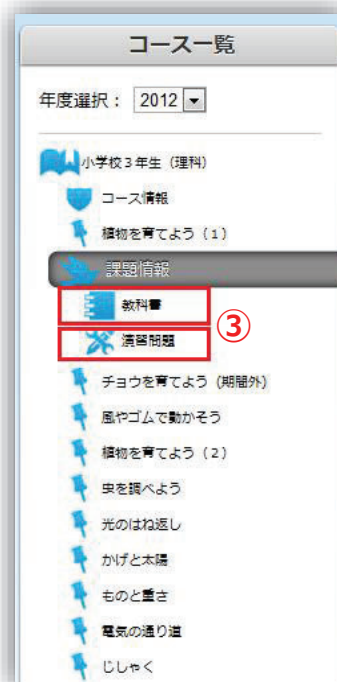 コース一覧
年度選択： 2012
小学校３年生（理科）
コース情報
植物を育てよう（１）
課題情報
教科書
演習問題
③
チョウを育てよう（期間外）
風やゴムで動かそう
植物を育てよう（２）
虫を調べよう
光のはね返し
かげと太陽
ものと重さ
電気の通り道
じしゃく